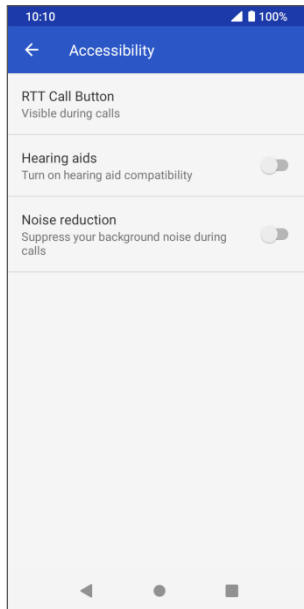 10:10 100%
Accessibility
RTT Call Button
Visible during calls
Hearing aids
Turn on hearing aid compatibility
Noise reduction
Suppress your background noise during
calls